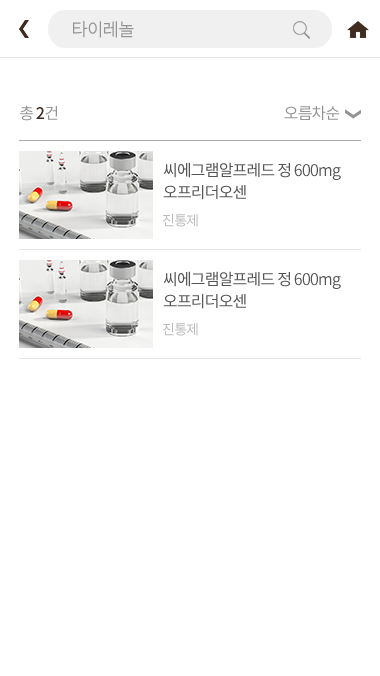 타이레놀
총 2건
오름차순
씨에그램알프레드 정 600mg
오프리더오센
진통제
씨에그램알프레드 정 600mg
오프리더오센
진통제